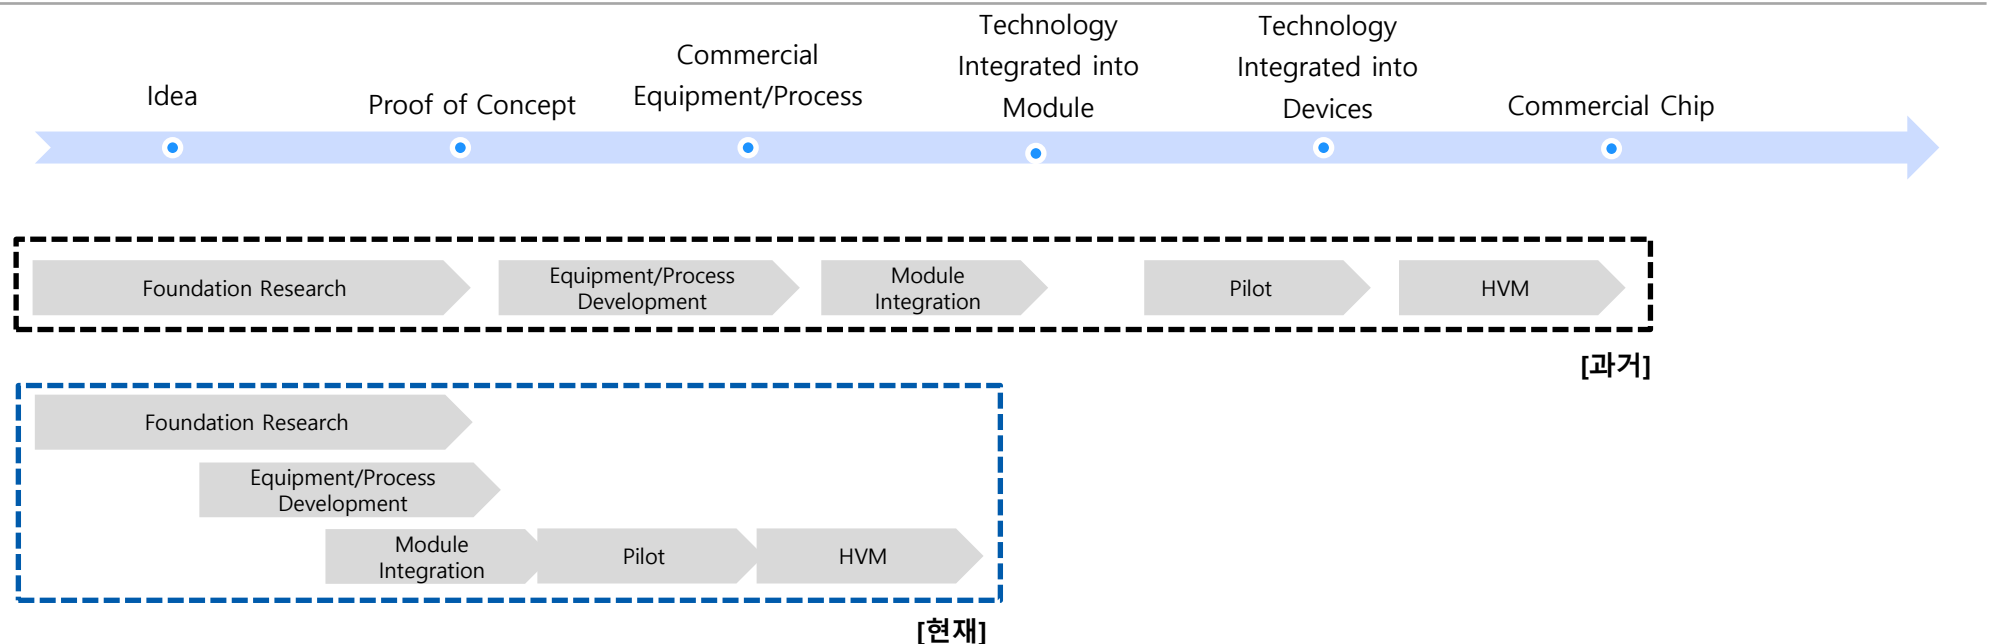 Idea
Proof of Concept
Commercial
Equipment/Process
Technology
Integrated into
Module
Technology
Integrated into
Devices
Commercial Chip
Foundation Research
Equipment/Process
Development
Module
Integration
Pilot
HVM
[과거]
Foundation Research
Equipment/Process
Development
Module
Integration
Pilot
HVM
[현재]